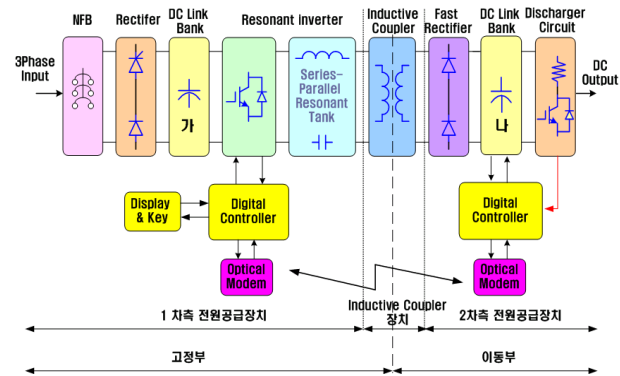 NFB
Rectifer
DC Link
Bank
Resonant inverter
Inductive
Coupler
Fast
Rectifier
DC Link
Bank
Discharger
Circuit
3Phase
Input
DC
Output
가
Series-
Parallel
Resonant
Tank
나
Display
& Key
Digital
Controller
Digital
Controller
Optical
Modem
Optical
Modem
1 차측 전원공급장치
Inductive Coupler
장치
2차측 전원공급장치
고정부
이동부